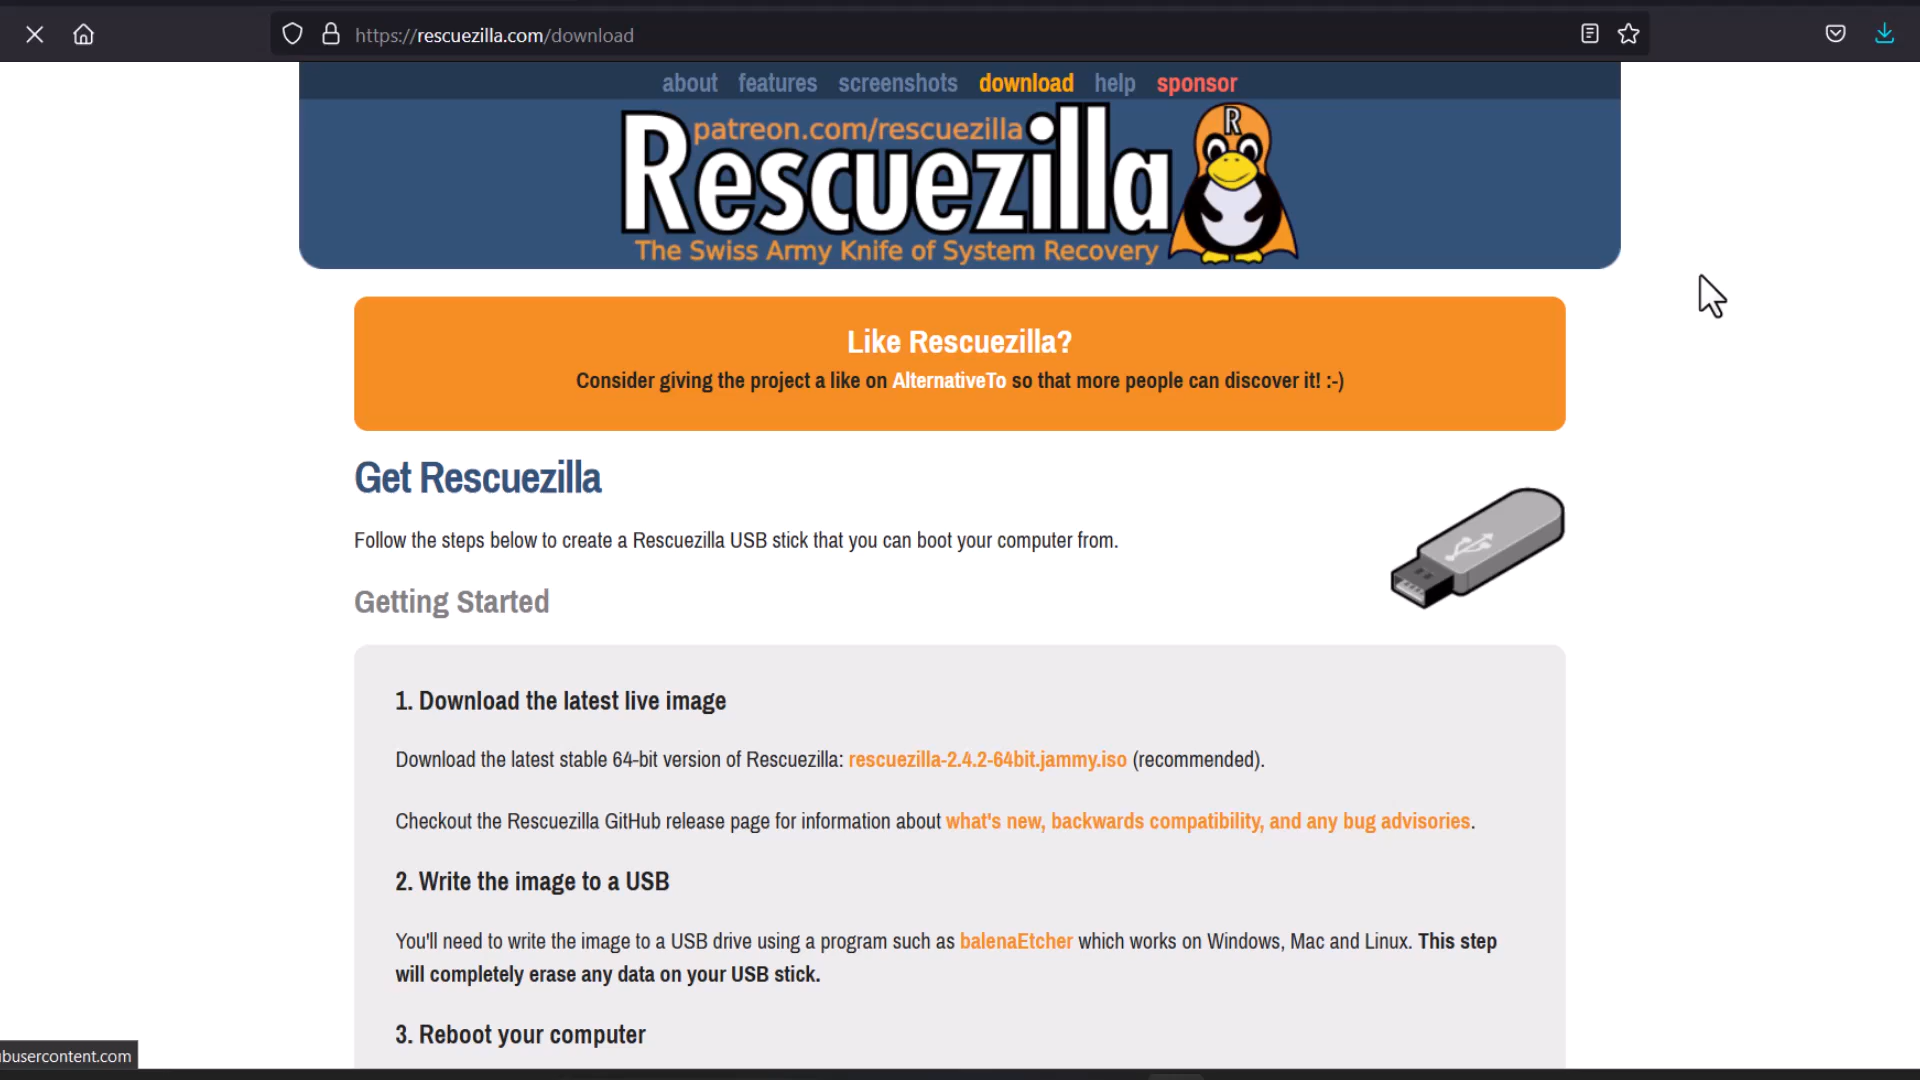 https://rescuezilla.com/download
about features screenshots download help sponsor
patreon.com/rescuezilla
R
Rescuezilla
The Swiss Army Knife of System Recovery
Like Rescuezilla?
Consider giving the project a like on AlternativeTo so that more people can discover it! :-)
Get Rescuezilla
Follow the steps below to create a Rescuezilla USB stick that you can boot your computer from.
Getting Started
1. Download the latest live image
Download the latest stable 64-bit version of Rescuezilla: rescuezilla-2.4.2-64bit.jammy.iso (recommended).
Checkout the Rescuezilla GitHub release page for information about what's new, backwards compatibility, and any bug advisories.
2. Write the image to a USB
You'll need to write the image to a USB drive using a program such as balenaEtcher which works on Windows, Mac and Linux. This step
will completely erase any data on your USB stick.
3. Reboot your computer
busercontent.com